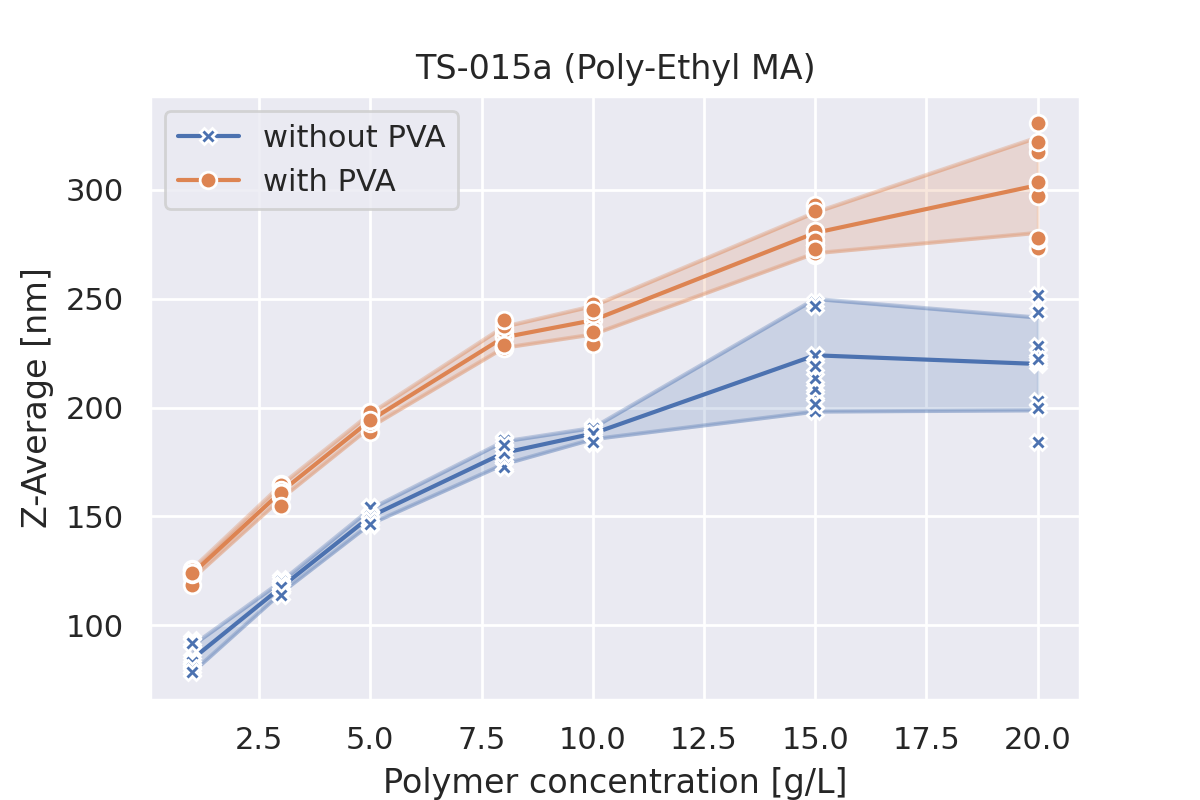 TS-015a (Poly-Ethyl MA)
without PVA
with PVA
Z-Average [nm]
300
250
200
150
100
2.5 5.0 7.5 10.0 12.5 15.0 17.5 20.0
Polymer concentration [g/L]